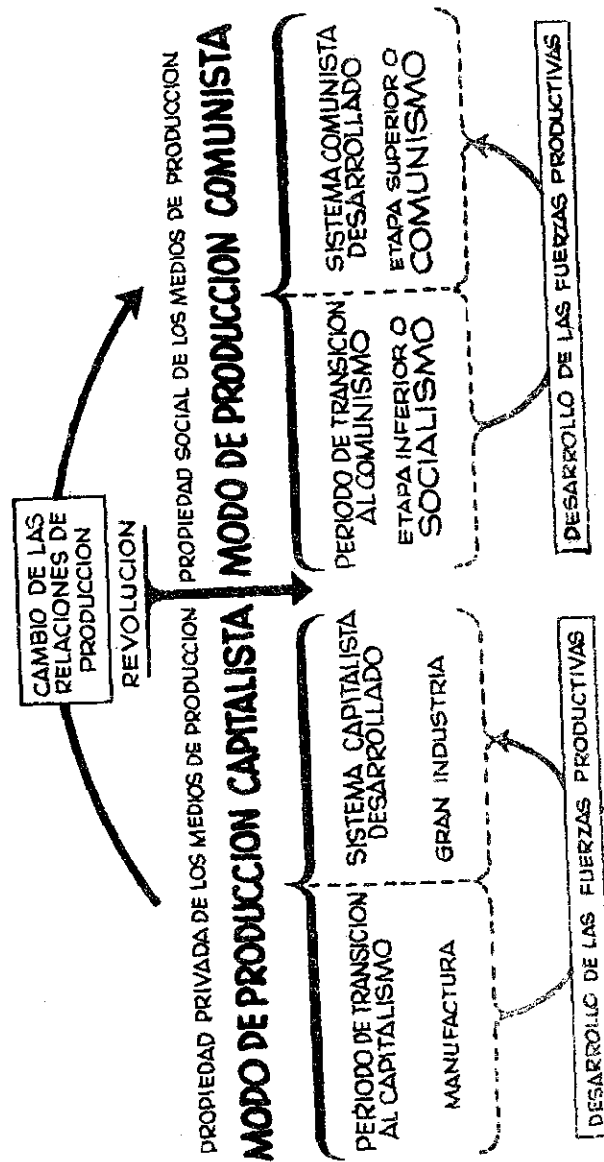 CAMBIO DE LAS
RELACIONES DE
PRODUCCION
REVOLUCION
PROPIEDAD PRIVADA DE LOS MEDIOS DE PRODUCCION
MODO DE PRODUCCION CAPITALISTA
PERIODO DE TRANSICION
AL CAPITALISMO
MANUFACTURA
SISTEMA CAPITALISTA
DESARROLLADO
GRAN INDUSTRIA
DESARROLLO DE LAS FUERZAS PRODUCTIVAS
PROPIEDAD SOCIAL DE LOS MEDIOS DE PRODUCCION
MODO DE PRODUCCION COMUNISTA
PERIODO DE TRANSICION
AL COMUNISMO
ETAPA INFERIOR O
SOCIALISMO
SISTEMA COMUNISTA
DESARROLLADO
ETAPA SUPERIOR O
COMUNISMO
DESARROLLO DE LAS FUERZAS PRODUCTIVAS